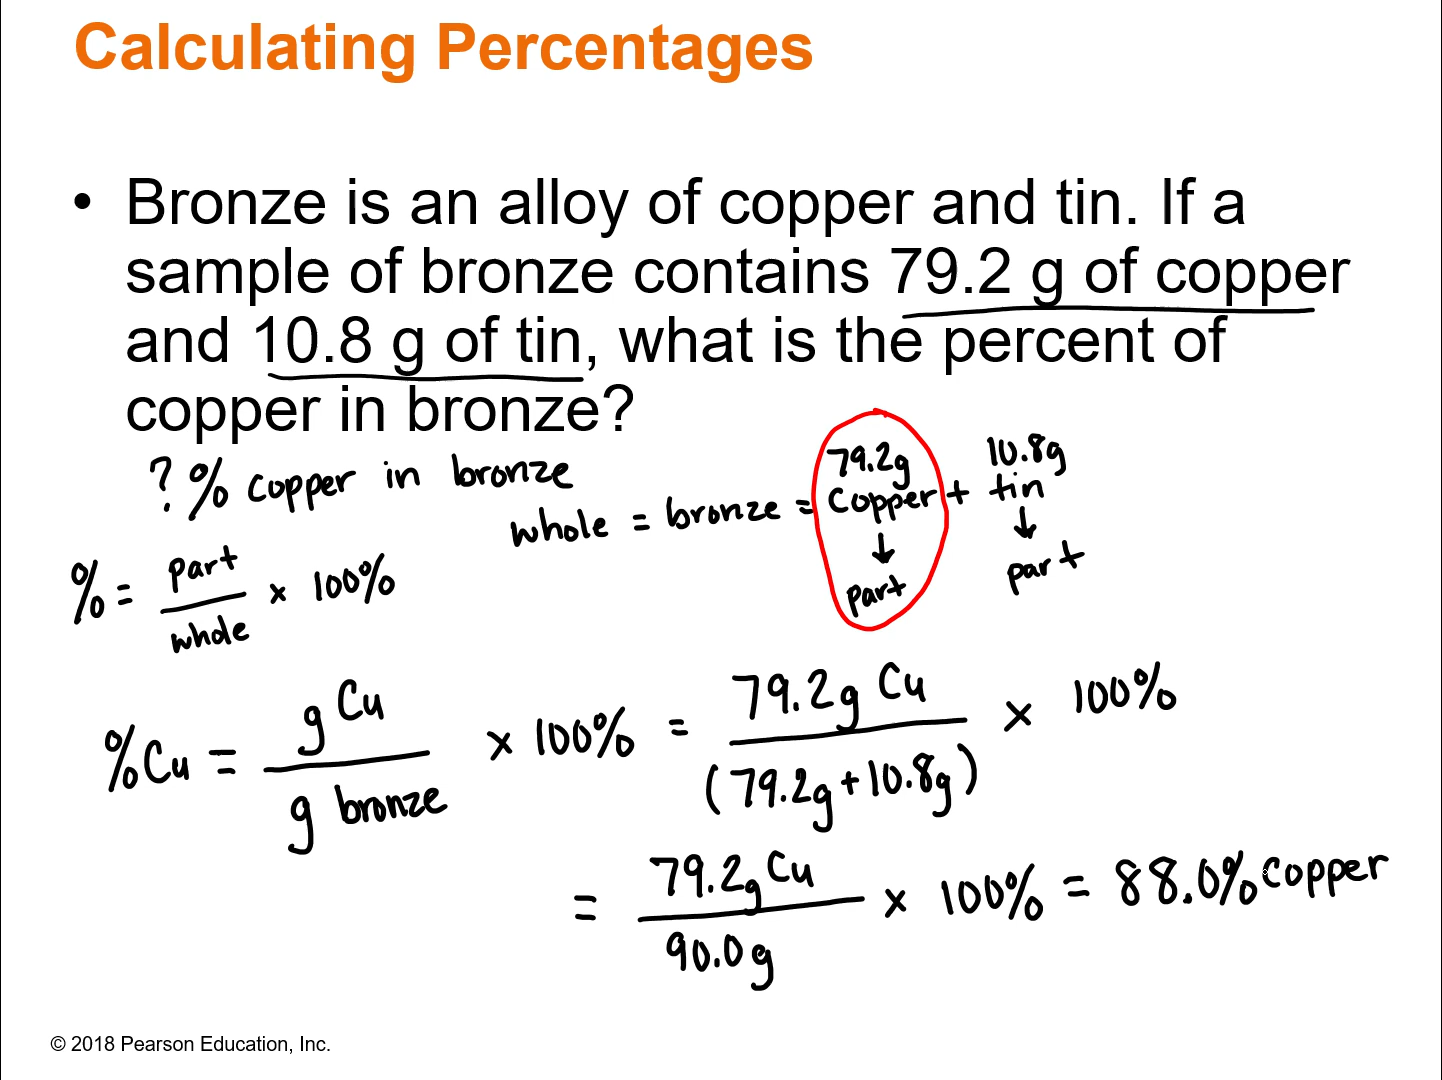 Calculating Percentages
• Bronze is an alloy of copper and tin. If a
sample of bronze contains 79.2 g of copper
and 10.8 g of tin, what is the percent of
copper in bronze?
? % copper in bronze
79.2g 10.8g
whole = bronze = copper + tin
↓ ↓
part part
% = part / whole × 100%
%Cu = g Cu / g bronze × 100% = 79.2g Cu / (79.2g + 10.8g) × 100%
= 79.2g Cu / 90.0g × 100% = 88.0% copper
© 2018 Pearson Education, Inc.